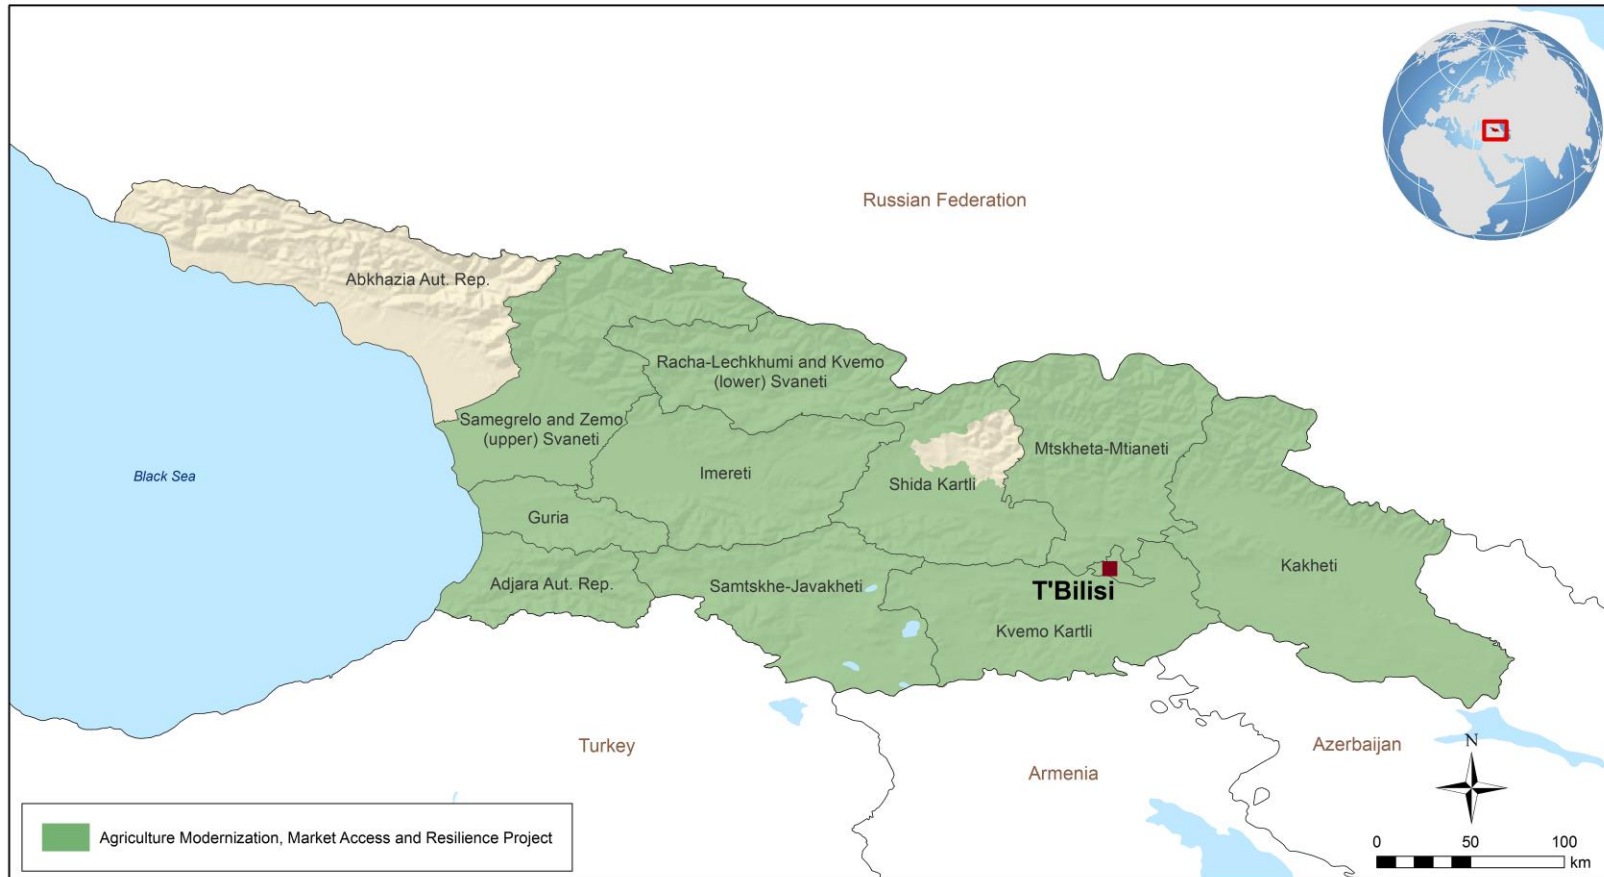 Russian Federation
Abkhazia Aut. Rep.
Racha-Lechkhumi and Kvemo
(lower) Svaneti
Samegrelo and Zemo
(upper) Svaneti
Mtskheta-Mtianeti
Black Sea
Imereti
Shida Kartli
Guria
Kakheti
Adjara Aut. Rep.
Samtskhe-Javakheti
T'Bilisi
Kvemo Kartli
Turkey
Azerbaijan
Armenia
N
Agriculture Modernization, Market Access and Resilience Project
0 50 100
km